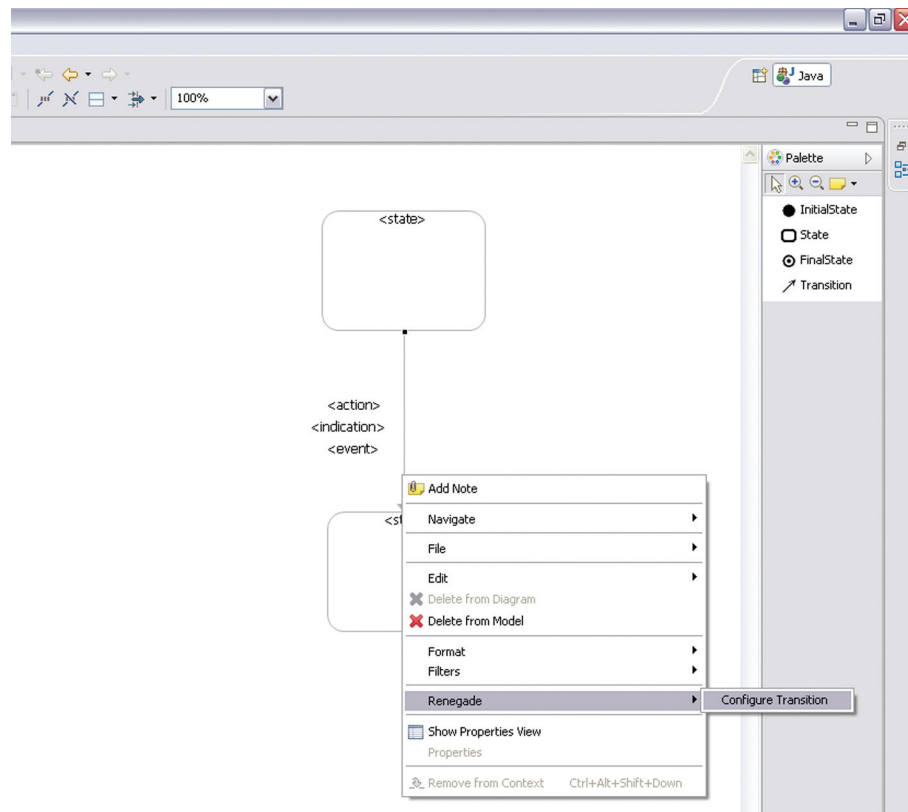 Java
100%
Palette
InitialState
State
FinalState
Transition
<state>
<action>
<indication>
<event>
<st
Add Note
Navigate
File
Edit
Delete from Diagram
Delete from Model
Format
Filters
Renegade
Configure Transition
Show Properties View
Properties
Remove from Context Ctrl+Alt+Shift+Down